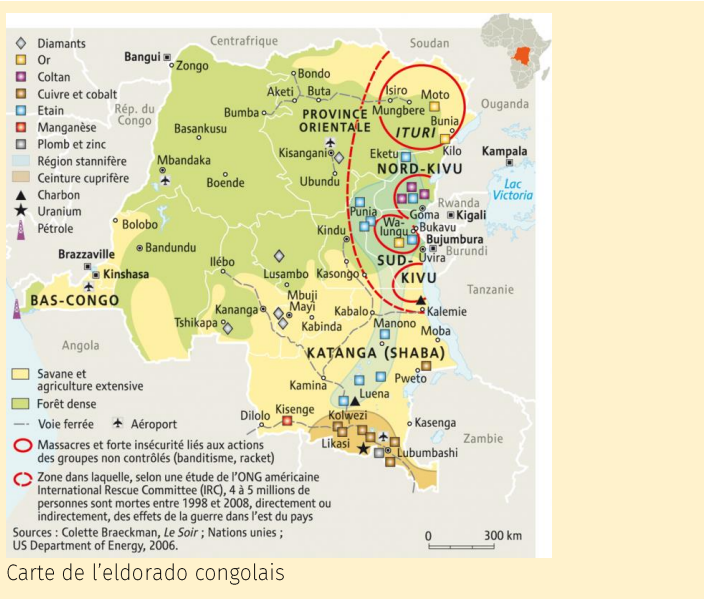 Diamants
Or
Coltan
Cuivre et cobalt
Etain
Manganèse
Plomb et zinc
Région stannifère
Ceinture cuprifère
Charbon
Uranium
Pétrole
Centrafrique
Soudan
Bangui
Zongo
Bondo
Aketi
Buta
Isiro
Moto
Rép. du
Congo
Bumba
PROVINCE
ORIENTALE
Mungbere
Ouganda
Basankusu
ITURI
Bunia
Kisangani
Eketu
Kilo
Kampala
Mbandaka
NORD-KIVU
Boende
Ubundu
Lac
Victoria
Rwanda
Punia
Goma
Kigali
Bolobo
Kindu
Wa-
lungu
Bukavu
Bujumbura
Bandundu
Brazzaville
Ilébo
SUD-
KIVU
Uvira
Burundi
Kinshasa
Lusambo
Kasongo
BAS-CONGO
Mbuji
Mayi
Tanzanie
Kananga
Kabalo
Kalemie
Tshikapa
Kabinda
Manono
Moba
Angola
KATANGA (SHABA)
Kamina
Pweto
Luena
Dilolo
Kisenge
Kolwezi
Kasenga
Likasi
Lubumbashi
Zambie
Savane et
agriculture extensive
Forêt dense
Voie ferrée
Aéroport
Massacres et forte insécurité liés aux actions
des groupes non contrôlés (banditisme, racket)
Zone dans laquelle, selon une étude de l'ONG américaine
International Rescue Committee (IRC), 4 à 5 millions de
personnes sont mortes entre 1998 et 2008, directement ou
indirectement, des effets de la guerre dans l'est du pays
Sources : Colette Braeckman, Le Soir ; Nations unies ;
US Department of Energy, 2006.
0 300 km
Carte de l'eldorado congolais